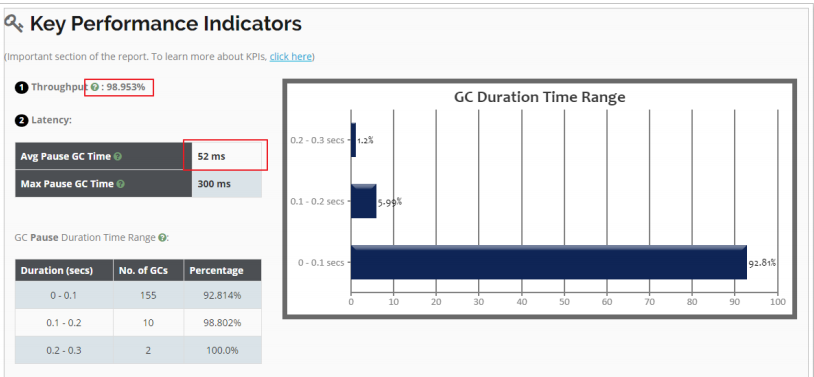 Key Performance Indicators
(Important section of the report. To learn more about KPIs, click here)
1 Throughput : 98.953%
2 Latency:
Avg Pause GC Time 52 ms
Max Pause GC Time 300 ms
GC Pause Duration Time Range :
Duration (secs) No. of GCs Percentage
0 - 0.1 155 92.814%
0.1 - 0.2 10 98.802%
0.2 - 0.3 2 100.0%
GC Duration Time Range
0.2 - 0.3 secs 1.2%
0.1 - 0.2 secs 5.99%
0 - 0.1 secs 92.81%
0 10 20 30 40 50 60 70 80 90 100